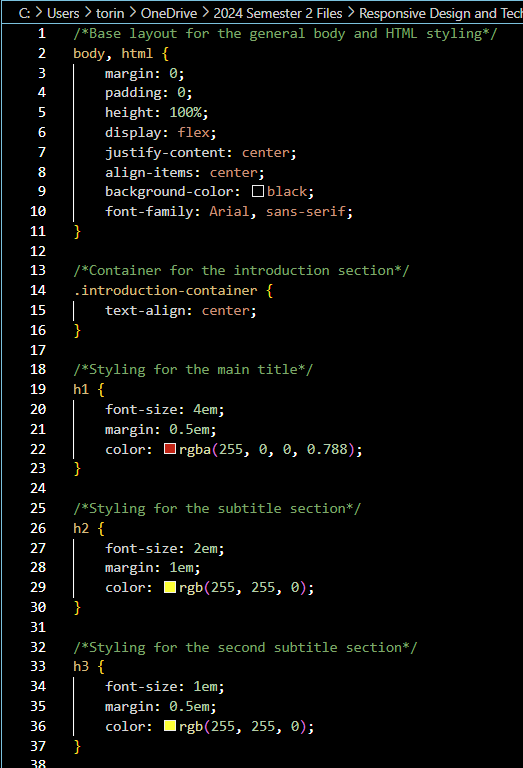 C: > Users > torin > OneDrive > 2024 Semester 2 Files > Responsive Design and Tech
1 /*Base layout for the general body and HTML styling*/
2 body, html {
3     margin: 0;
4     padding: 0;
5     height: 100%;
6     display: flex;
7     justify-content: center;
8     align-items: center;
9     background-color: black;
10     font-family: Arial, sans-serif;
11 }
12
13 /*Container for the introduction section*/
14 .introduction-container {
15     text-align: center;
16 }
17
18 /*Styling for the main title*/
19 h1 {
20     font-size: 4em;
21     margin: 0.5em;
22     color: rgba(255, 0, 0, 0.788);
23 }
24
25 /*Styling for the subtitle section*/
26 h2 {
27     font-size: 2em;
28     margin: 1em;
29     color: rgb(255, 255, 0);
30 }
31
32 /*Styling for the second subtitle section*/
33 h3 {
34     font-size: 1em;
35     margin: 0.5em;
36     color: rgb(255, 255, 0);
37 }
38